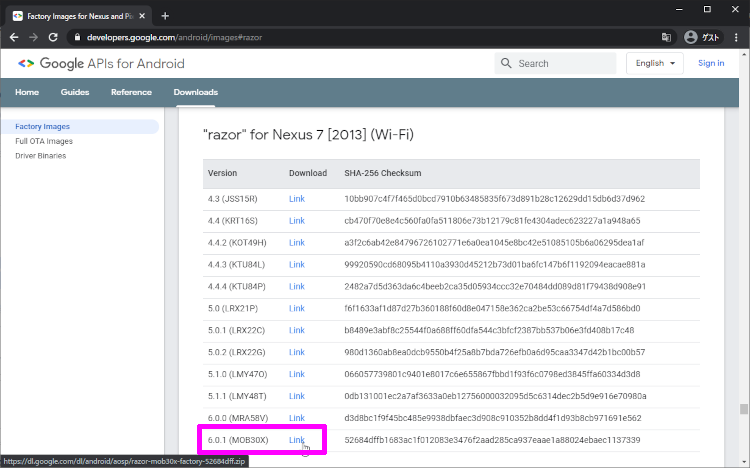 Factory Images for Nexus and Pi
developers.google.com/android/images#razor
ゲスト
Google APIs for Android
Search
English
Sign in
Home Guides Reference Downloads
Factory Images
Full OTA Images
Driver Binaries
"razor" for Nexus 7 [2013] (Wi-Fi)
Version Download SHA-256 Checksum
4.3 (JSS15R) Link 10bb907c4f7f465d0bcd7910b63485835f673d891b28c12629dd15db6d37d962
4.4 (KRT16S) Link cb470f70e8e4c560fa0fa511806e73b12179c81fe4304adec623227a1a948a65
4.4.2 (KOT49H) Link a3f2c6ab42e84796726102771e6a0ea1045e8bc42e51085105b6a06295dea1af
4.4.3 (KTU84L) Link 99920590cd68095b4110a3930d45212b73d01ba6fc147b6f1192094eacae881a
4.4.4 (KTU84P) Link 2482a7d5d363da6c4beeb2ca35d05934ccc32e70484dd089d81f79438d908e91
5.0 (LRX21P) Link f6f1633af1d87d27b360188f60d8e047158e362ca2be53c66754df4a7d586bd0
5.0.1 (LRX22C) Link b8489e3abf8c25544f0a688ff60dfa544c3bfcf2387bb537b06e3fd408b17c48
5.0.2 (LRX22G) Link 980d1360ab8ea0dcb9550b4f25a8b7bda726efb0a6d95caa3347d42b1bc00b57
5.1.0 (LMY47O) Link 066057739801c9401e8017c6e655867fbbd1f93f6c0798ed3845ffa60334d3d8
5.1.1 (LMY48T) Link 0db131001ec2a7af3633a0eb12756000032095d5c6314dec2b5d9e916e70980a
6.0.0 (MRA58V) Link d3d8bc1f9f45bc485e9938dbfaec3d908c910352b8dd4f1d93b8cb971691e562
6.0.1 (MOB30X) Link 52684dffb1683ac1f012083e3476f2aad285ca937eaae1a88024ebaec1137339
https://dl.google.com/dl/android/aosp/razor-mob30x-factory-52684dff.zip